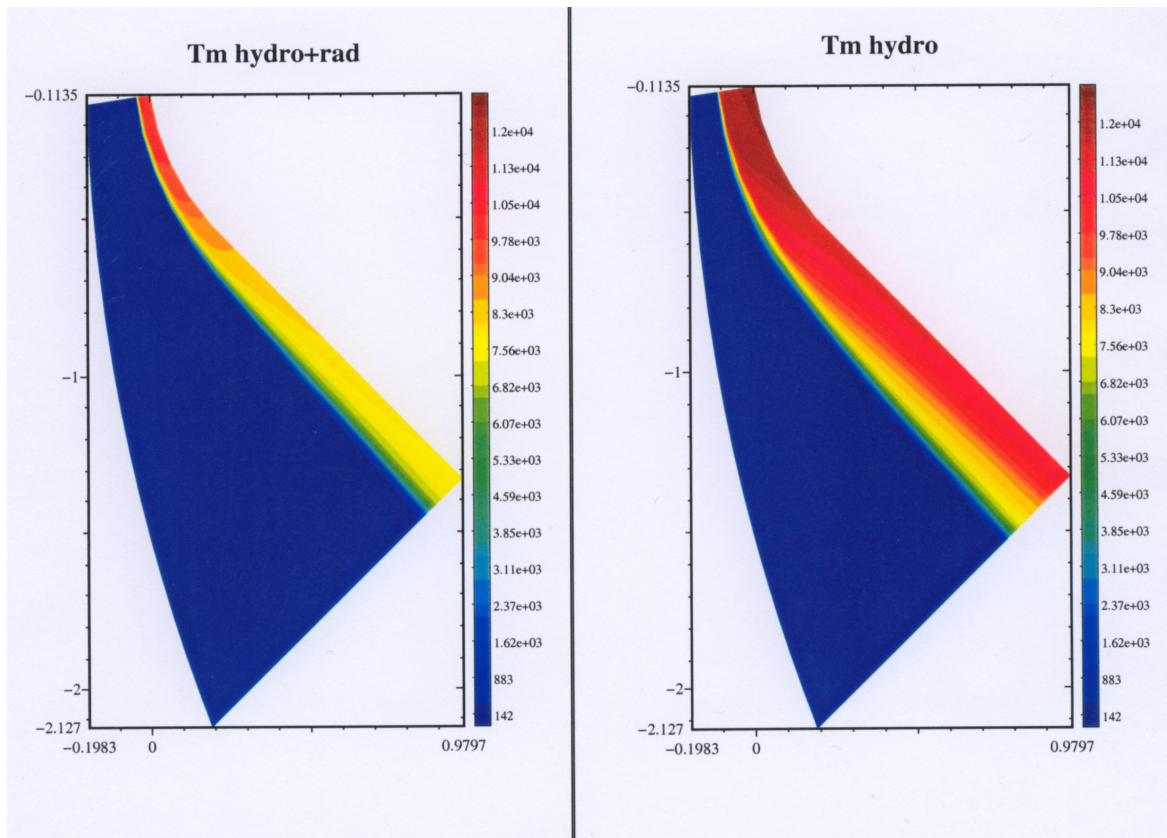 Tm hydro+rad
−0.1135
−1
−2
−2.127
−0.1983
0
0.9797
1.2e+04
1.13e+04
1.05e+04
9.78e+03
9.04e+03
8.3e+03
7.56e+03
6.82e+03
6.07e+03
5.33e+03
4.59e+03
3.85e+03
3.11e+03
2.37e+03
1.62e+03
883
142
Tm hydro
−0.1135
−1
−2
−2.127
−0.1983
0
0.9797
1.2e+04
1.13e+04
1.05e+04
9.78e+03
9.04e+03
8.3e+03
7.56e+03
6.82e+03
6.07e+03
5.33e+03
4.59e+03
3.85e+03
3.11e+03
2.37e+03
1.62e+03
883
142